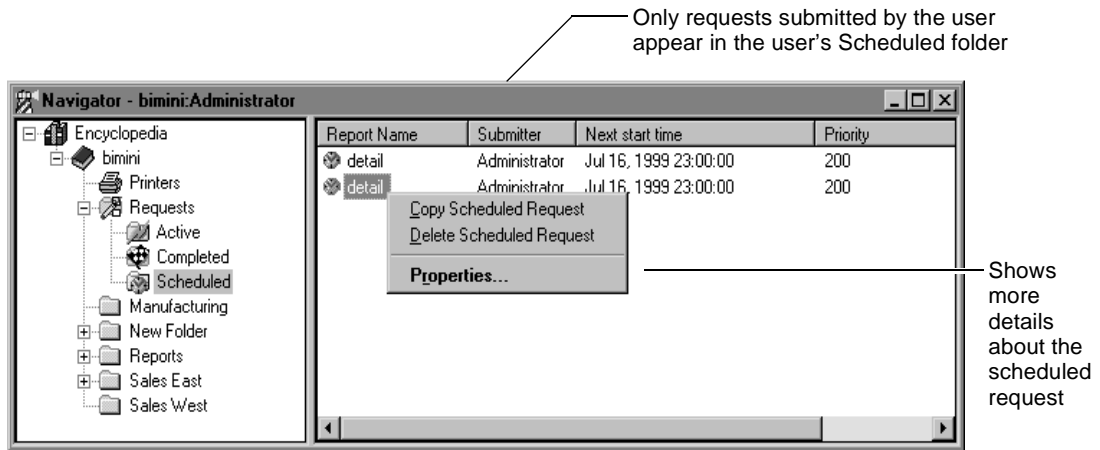 Only requests submitted by the user
appear in the user's Scheduled folder
Navigator - bimini:Administrator
Encyclopedia
bimini
Printers
Requests
Active
Completed
Scheduled
Manufacturing
New Folder
Reports
Sales East
Sales West
Report Name Submitter Next start time Priority
detail Administrator Jul 16, 1999 23:00:00 200
detail Administrator Jul 16, 1999 23:00:00 200
Copy Scheduled Request
Delete Scheduled Request
Properties...
Shows
more
details
about the
scheduled
request